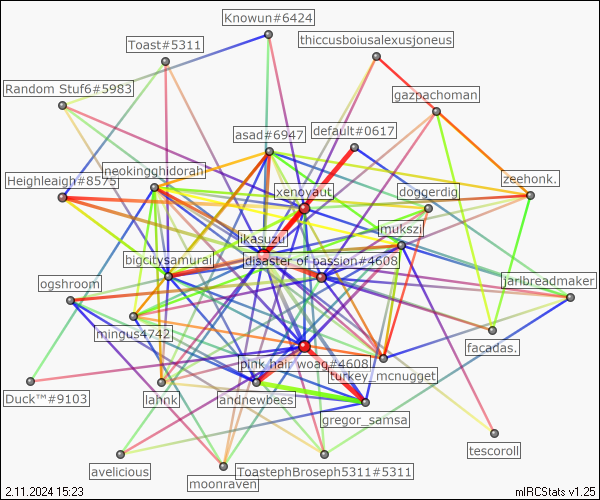 Knowun#6424
Toast#5311
thiccusboiusalexusjoneus
Random Stuf6#5983
gazpachoman
asad#6947
default#0617
neokingghidorah
Heighleaigh#8575
xenovaut.
doggerdig.
zeehonk.
mukszi
ikasuzu
bigcitysamurai
disaster of passion#4608
ogshroom
jarlbreadmaker
mingus4742
facadas.
pink hair woag#4608
turkey_mcnugget
Duck™#9103
lahnk
andnewbees
gregor_samsa
tescoroll
avelicious
ToastephBroseph5311#5311
moonraven
2.11.2024 15:23
mIRCStats v1.25